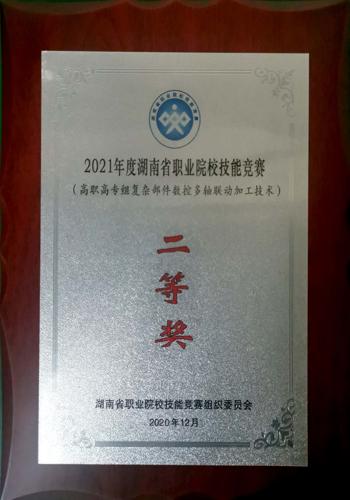 2021年度湖南省职业院校技能竞赛
（高职高专组复杂部件数控多轴联动加工技术）
二
等
奖
湖南省职业院校技能竞赛组织委员会
2020年12月